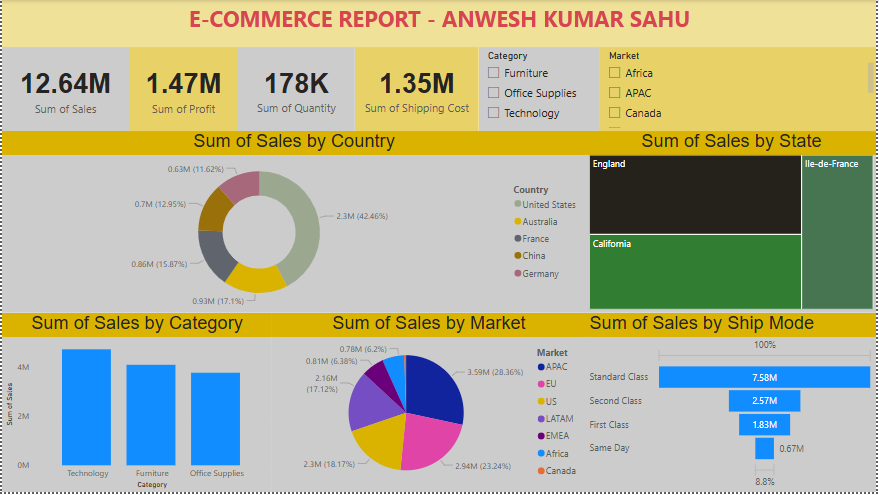 E-COMMERCE REPORT - ANWESH KUMAR SAHU
12.64M
Sum of Sales
1.47M
Sum of Profit
178K
Sum of Quantity
1.35M
Sum of Shipping Cost
Category
Furniture
Office Supplies
Technology
Market
Africa
APAC
Canada
Sum of Sales by Country
0.63M (11.62%)
0.7M (12.95%)
0.86M (15.87%)
0.93M (17.1%)
2.3M (42.46%)
Country
United States
Australia
France
China
Germany
Sum of Sales by State
England
California
Ile-de-France
Sum of Sales by Category
Sum of Sales
4M
2M
0M
Technology
Furniture
Office Supplies
Category
Sum of Sales by Market
0.78M (6.2%)
0.81M (6.38%)
2.16M
(17.12%)
2.3M (18.17%)
3.59M (28.36%)
2.94M (23.24%)
Market
APAC
EU
US
LATAM
EMEA
Africa
Canada
Sum of Sales by Ship Mode
100%
Standard Class
7.58M
Second Class
2.57M
First Class
1.83M
Same Day
0.67M
8.8%